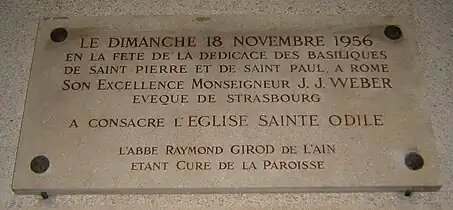 LE DIMANCHE 18 NOVEMBRE 1956
EN LA FETE DE LA DEDICACE DES BASILIQUES
DE SAINT PIERRE ET DE SAINT PAUL, A ROME
SON EXCELLENCE MONSEIGNEUR J. J. WEBER
EVEQUE DE STRASBOURG
A CONSACRE L'EGLISE SAINTE ODILE
L'ABBE RAYMOND GIROD DE L'AIN
ETANT CURE DE LA PAROISSE